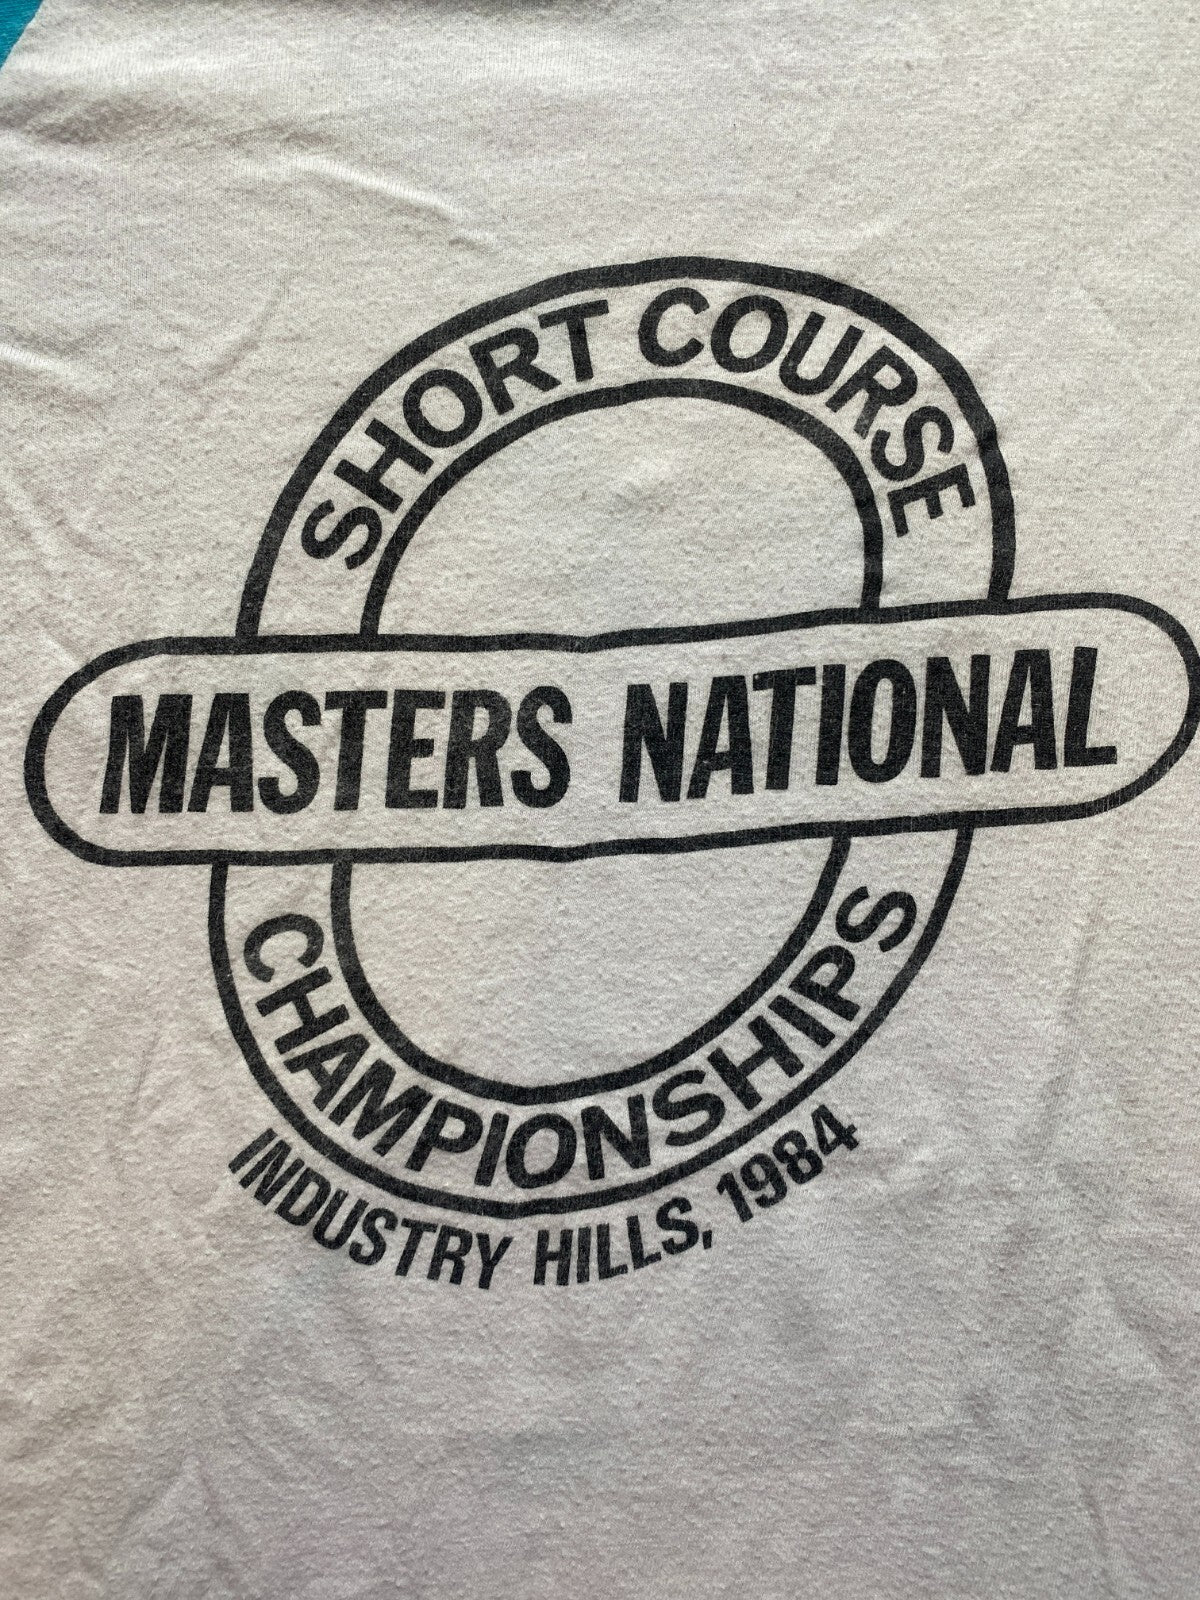 SHORT COURSE
MASTERS NATIONAL
CHAMPIONSHIPS
INDUSTRY HILLS, 1984